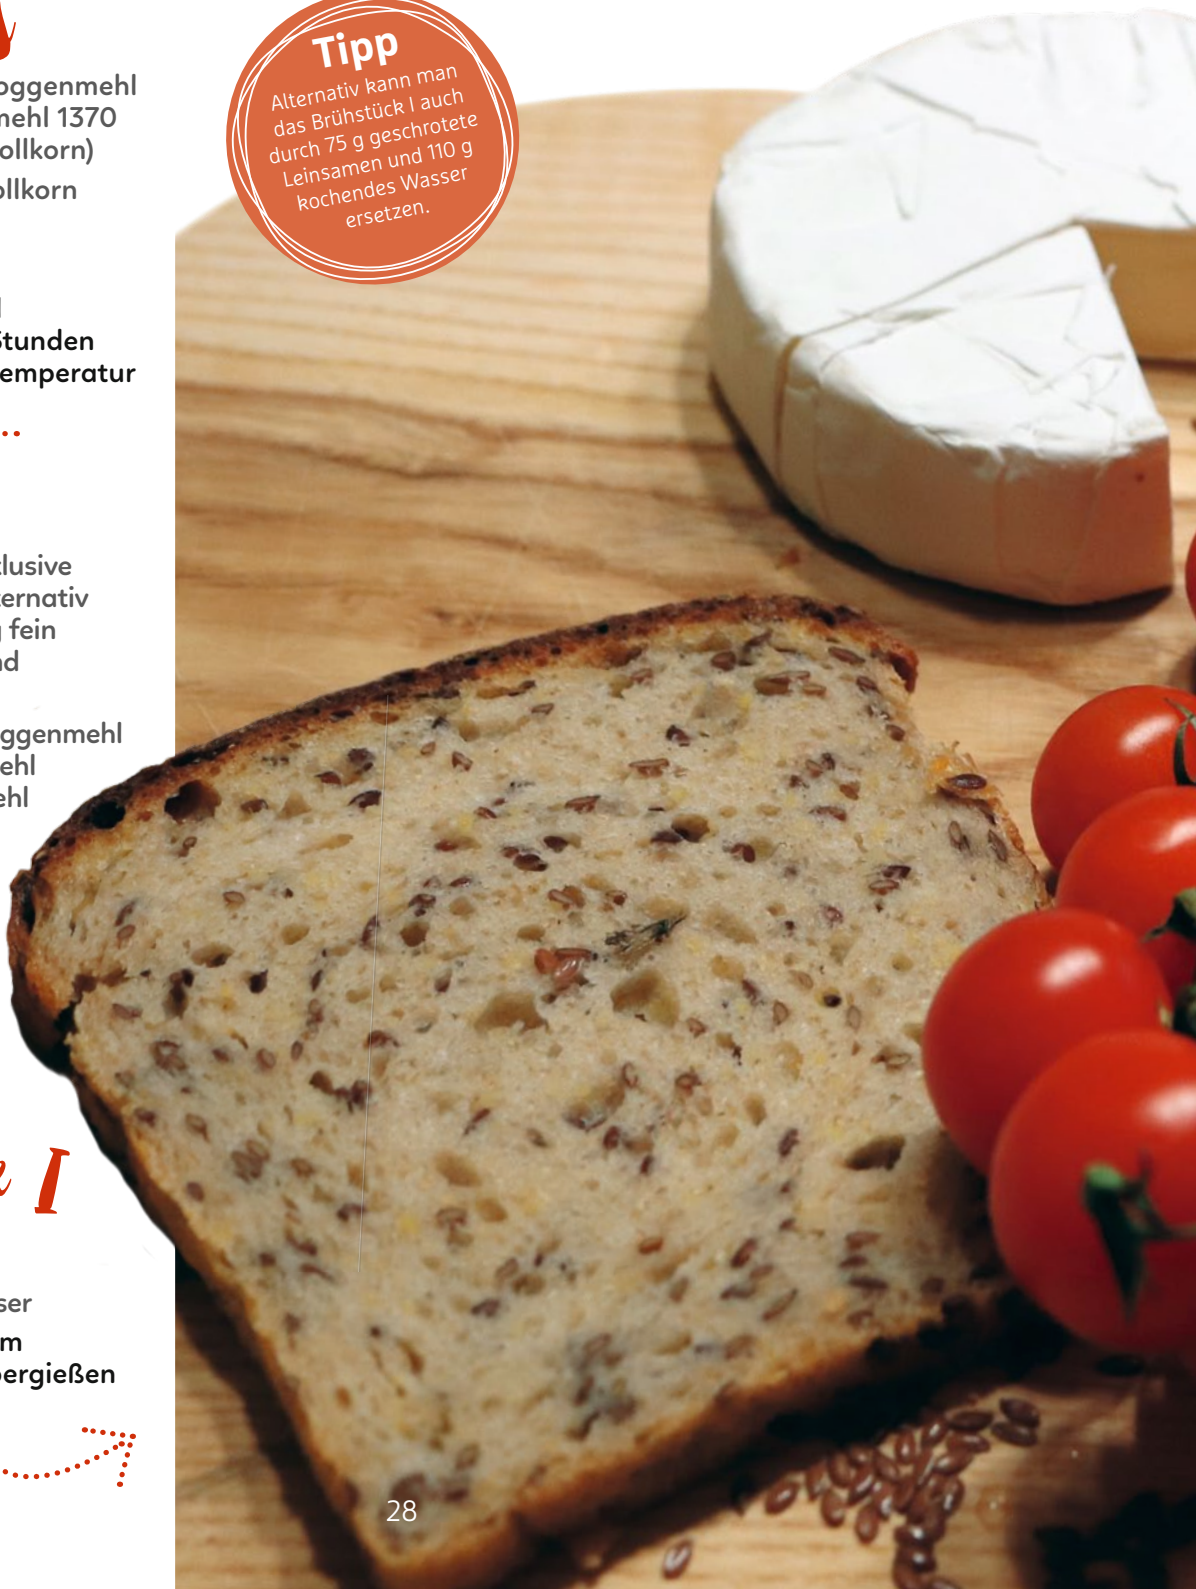 oggenmehl
mehl 1370
ollkorn)
ollkorn
Stunden
emperatur
...
lusive
ernativ
fein
nd
ggenmehl
ehl
ehl
I
ser
m
ergießen
Tipp
Alternativ kann man
das Brühstück I auch
durch 75 g geschrotete
Leinsamen und 110 g
kochendes Wasser
ersetzen.
28